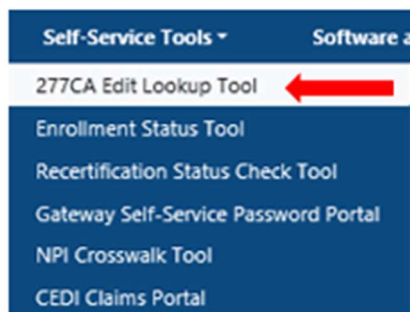 Self-Service Tools Software a
277CA Edit Lookup Tool
Enrollment Status Tool
Recertification Status Check Tool
Gateway Self-Service Password Portal
NPI Crosswalk Tool
CEDI Claims Portal